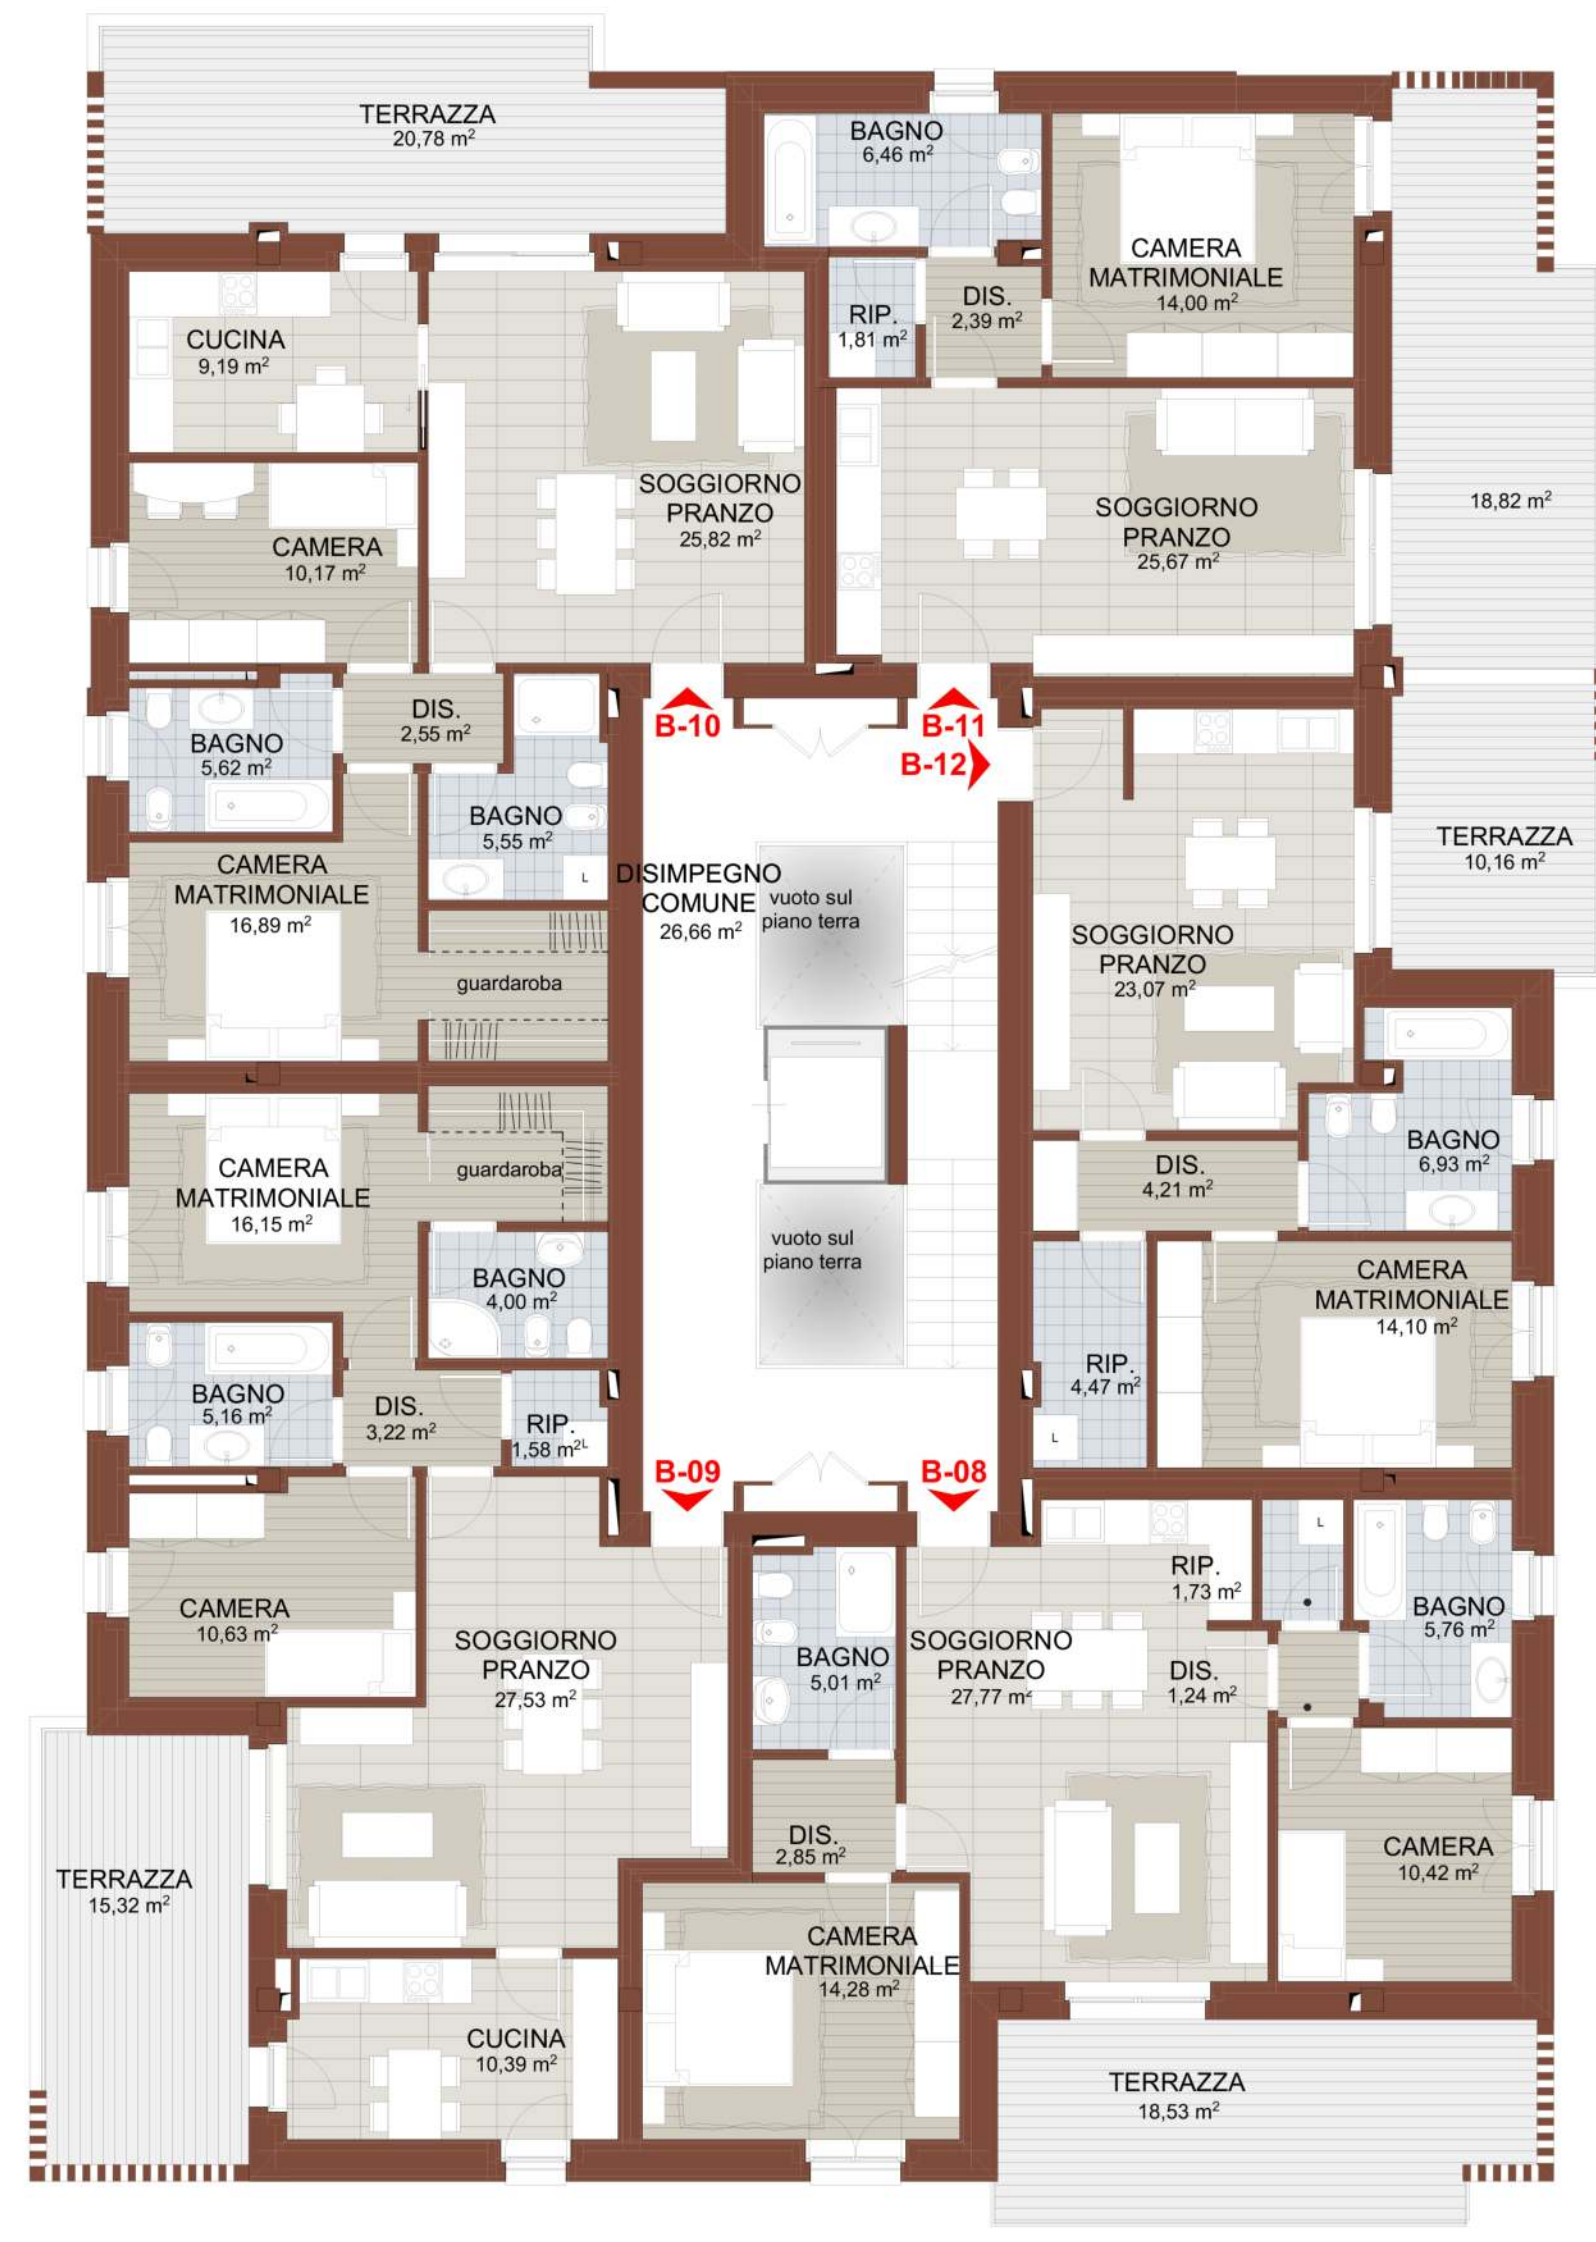 TERRAZZA
20,78 m²
BAGNO
6,46 m²
CAMERA
MATRIMONIALE
14,00 m²
RIP.
1,81 m²
DIS.
2,39 m²
CUCINA
9,19 m²
SOGGIORNO
PRANZO
25,82 m²
SOGGIORNO
PRANZO
25,67 m²
18,82 m²
CAMERA
10,17 m²
DIS.
2,55 m²
BAGNO
5,62 m²
B-10
B-11
B-12
BAGNO
5,55 m²
L
TERRAZZA
10,16 m²
CAMERA
MATRIMONIALE
16,89 m²
DISIMPEGNO
COMUNE
26,66 m²
vuoto sul
piano terra
SOGGIORNO
PRANZO
23,07 m²
guardaroba
CAMERA
MATRIMONIALE
16,15 m²
guardaroba
BAGNO
6,93 m²
DIS.
4,21 m²
vuoto sul
piano terra
BAGNO
4,00 m²
CAMERA
MATRIMONIALE
14,10 m²
RIP.
4,47 m²
L
BAGNO
5,16 m²
DIS.
3,22 m²
RIP.
1,58 m²
L
B-09
B-08
L
RIP.
1,73 m²
BAGNO
5,76 m²
CAMERA
10,63 m²
SOGGIORNO
PRANZO
27,53 m²
BAGNO
5,01 m²
SOGGIORNO
PRANZO
27,77 m²
DIS.
1,24 m²
DIS.
2,85 m²
CAMERA
10,42 m²
TERRAZZA
15,32 m²
CAMERA
MATRIMONIALE
14,28 m²
CUCINA
10,39 m²
TERRAZZA
18,53 m²